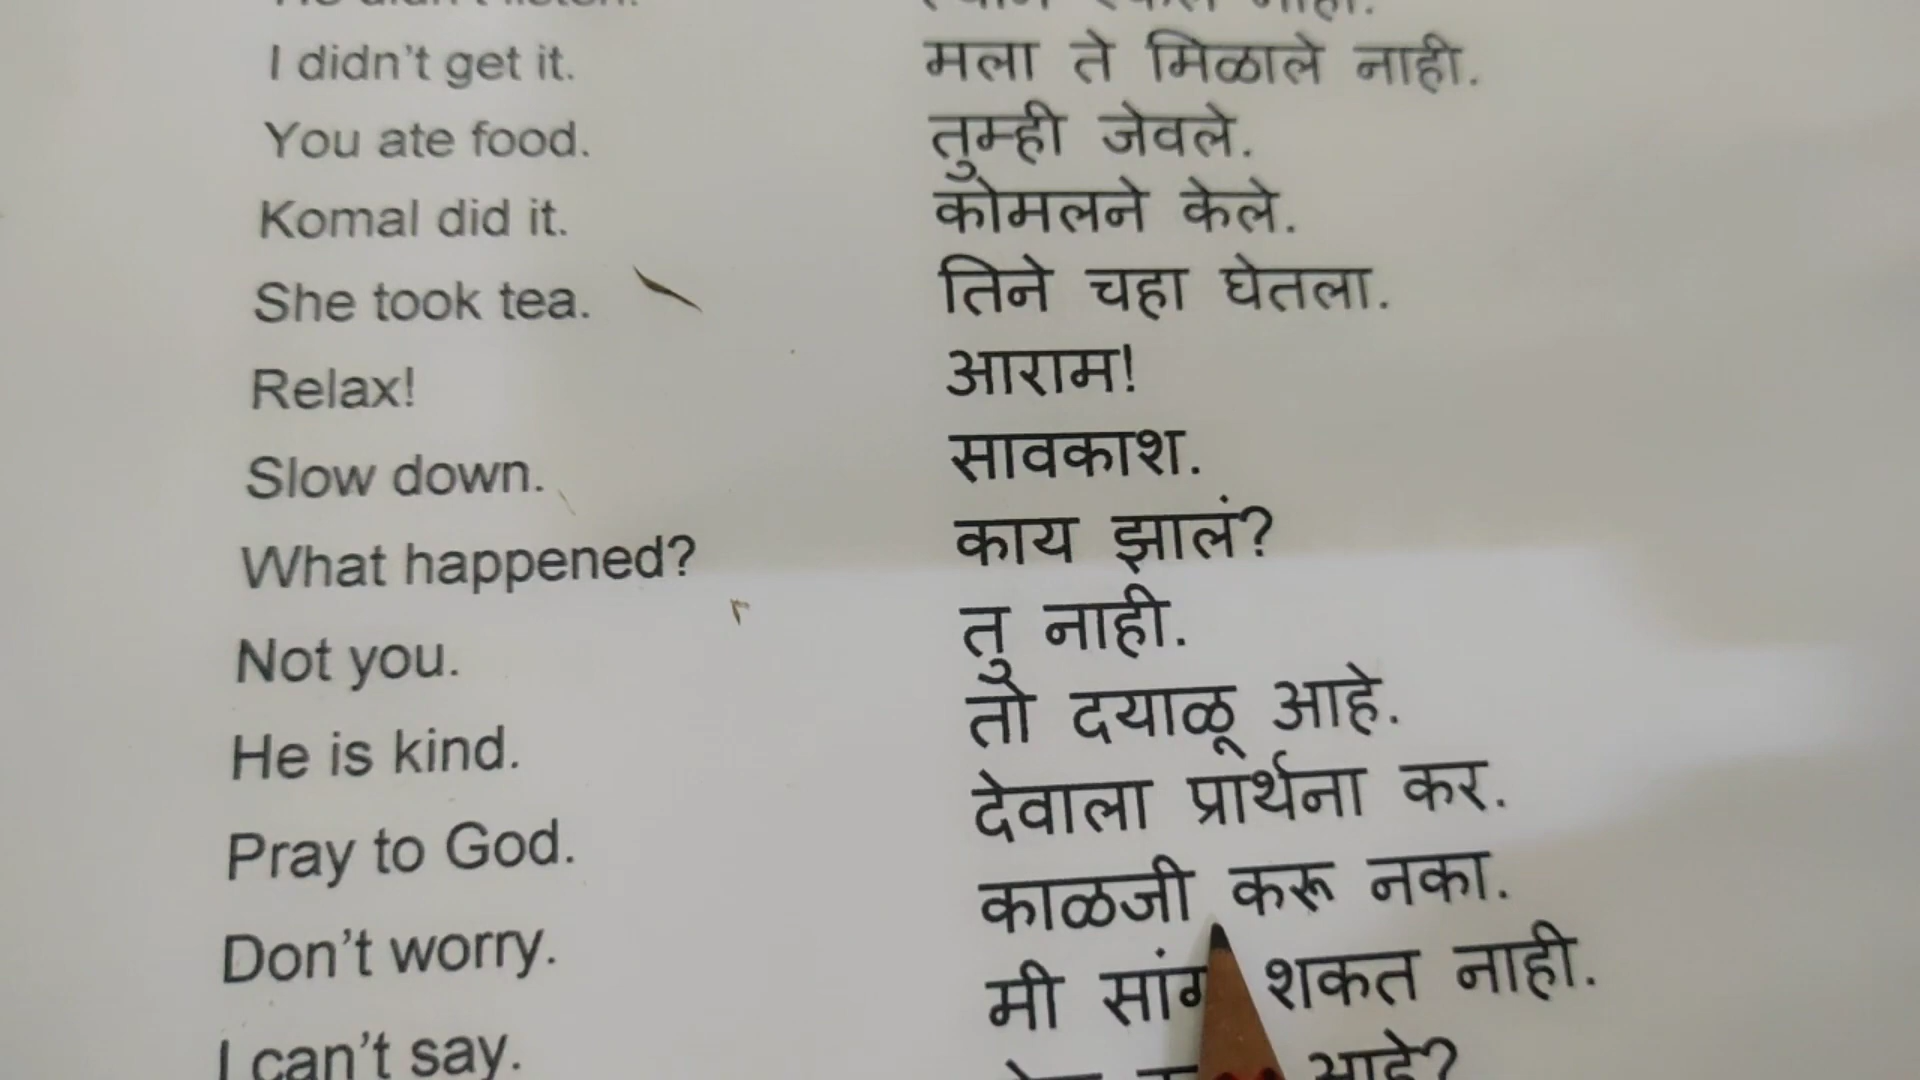 I didn't get it. मला ते मिळाले नाही.
You ate food. तुम्ही जेवले.
Komal did it. कोमलने केले.
She took tea. तिने चहा घेतला.
Relax! आराम!
Slow down. सावकाश.
What happened? काय झालं?
Not you. तु नाही.
He is kind. तो दयाळू आहे.
Pray to God. देवाला प्रार्थना कर.
Don't worry. काळजी करू नका.
I can't say. मी शकत नाही.
आहे?